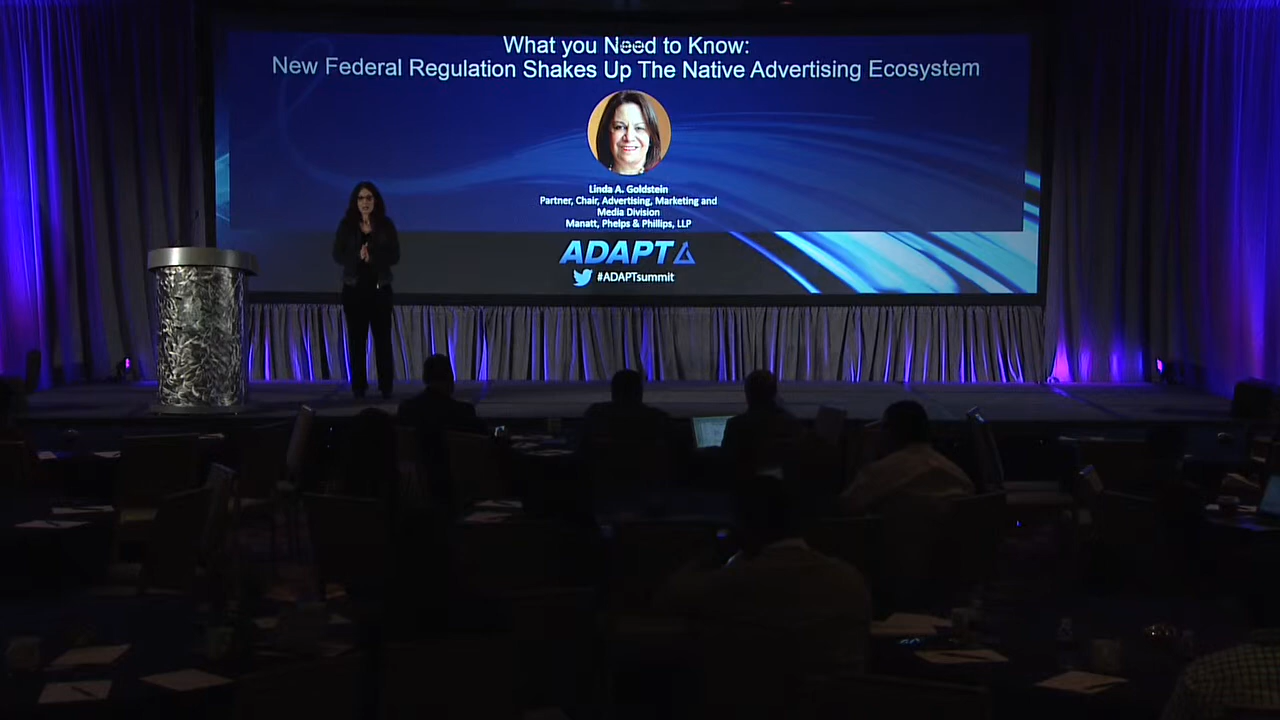 What you Need to Know:
New Federal Regulation Shakes Up The Native Advertising Ecosystem
Linda A. Goldstein
Partner, Chair, Advertising, Marketing and
Media Division
Manatt, Phelps & Phillips, LLP
ADAPT
#ADAPTsummit